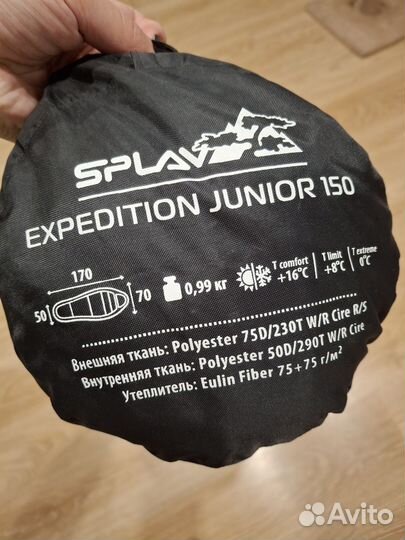 SPLAV
EXPEDITION JUNIOR 150
170
50
70
0,99 кг
T comfort
+16°C
T limit
+8°C
T extreme
0°C
Внешняя ткань: Polyester 75D/230T W/R Cire R/S
Внутренняя ткань: Polyester 50D/290T W/R Cire
Утеплитель: Eulin Fiber 75+75 г/м²
Avito